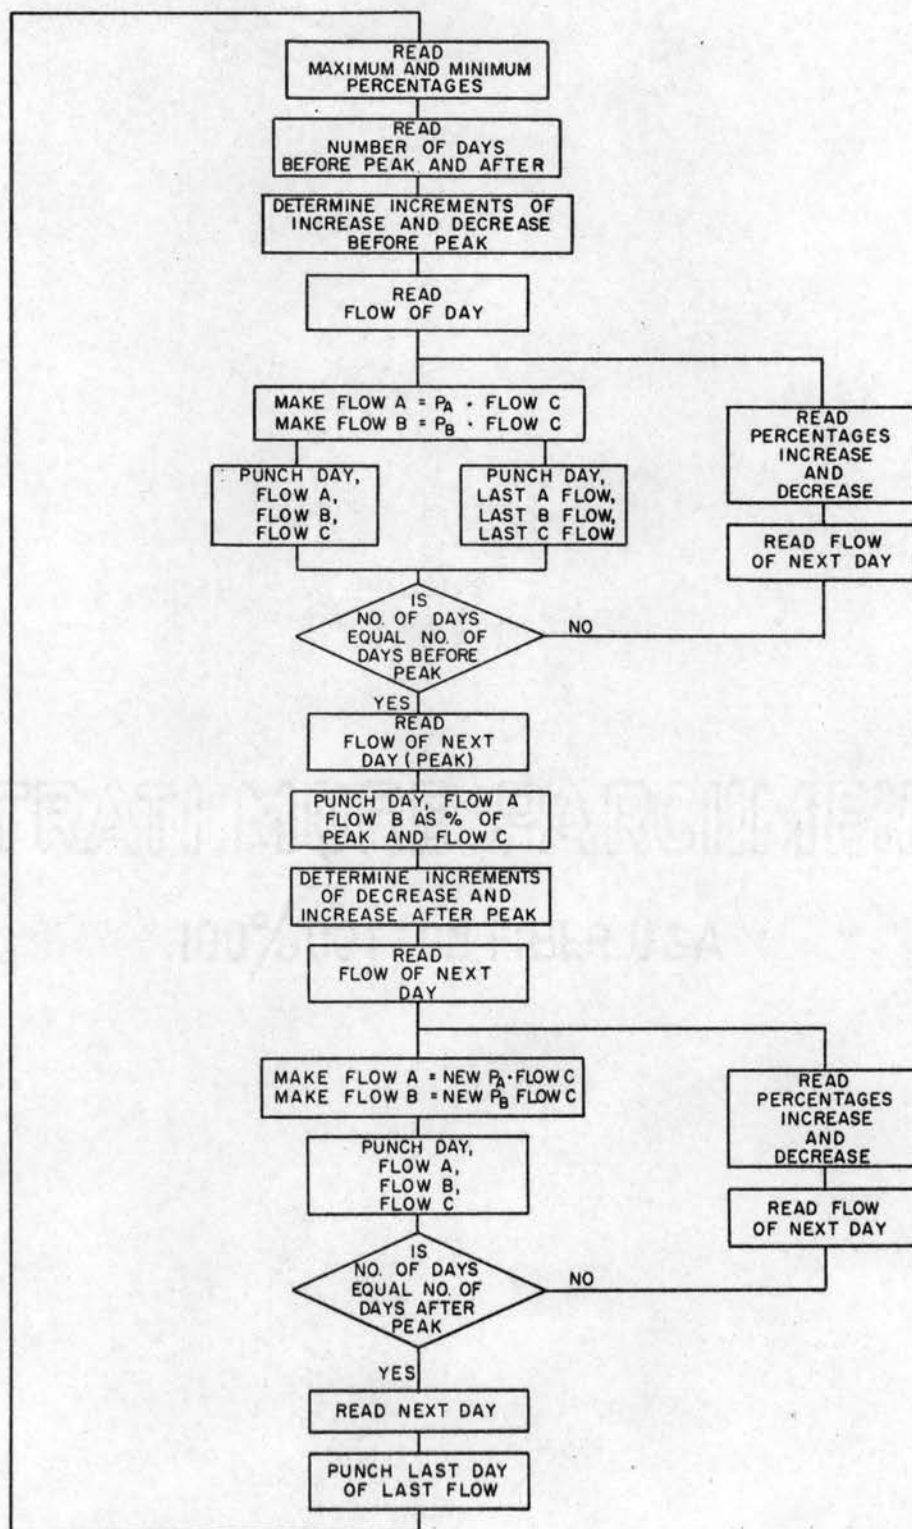 READ
MAXIMUM AND MINIMUM
PERCENTAGES
READ
NUMBER OF DAYS
BEFORE PEAK AND AFTER
DETERMINE INCREMENTS OF
INCREASE AND DECREASE
BEFORE PEAK
READ
FLOW OF DAY
MAKE FLOW A = PA · FLOW C
MAKE FLOW B = PB · FLOW C
PUNCH DAY,
FLOW A,
FLOW B,
FLOW C
PUNCH DAY,
LAST A FLOW,
LAST B FLOW,
LAST C FLOW
READ
PERCENTAGES
INCREASE
AND
DECREASE
READ FLOW
OF NEXT DAY
IS
NO. OF DAYS
EQUAL NO. OF
DAYS BEFORE
PEAK
NO
YES
READ
FLOW OF NEXT
DAY (PEAK)
PUNCH DAY, FLOW A
FLOW B AS % OF
PEAK AND FLOW C
DETERMINE INCREMENTS
OF DECREASE AND
INCREASE AFTER PEAK
READ
FLOW OF NEXT
DAY
MAKE FLOW A = NEW PA · FLOW C
MAKE FLOW B = NEW PB FLOW C
PUNCH DAY,
FLOW A,
FLOW B,
FLOW C
READ
PERCENTAGES
INCREASE
AND
DECREASE
READ FLOW
OF NEXT DAY
IS
NO. OF DAYS
EQUAL NO. OF
DAYS AFTER
PEAK
NO
YES
READ NEXT DAY
PUNCH LAST DAY
OF LAST FLOW